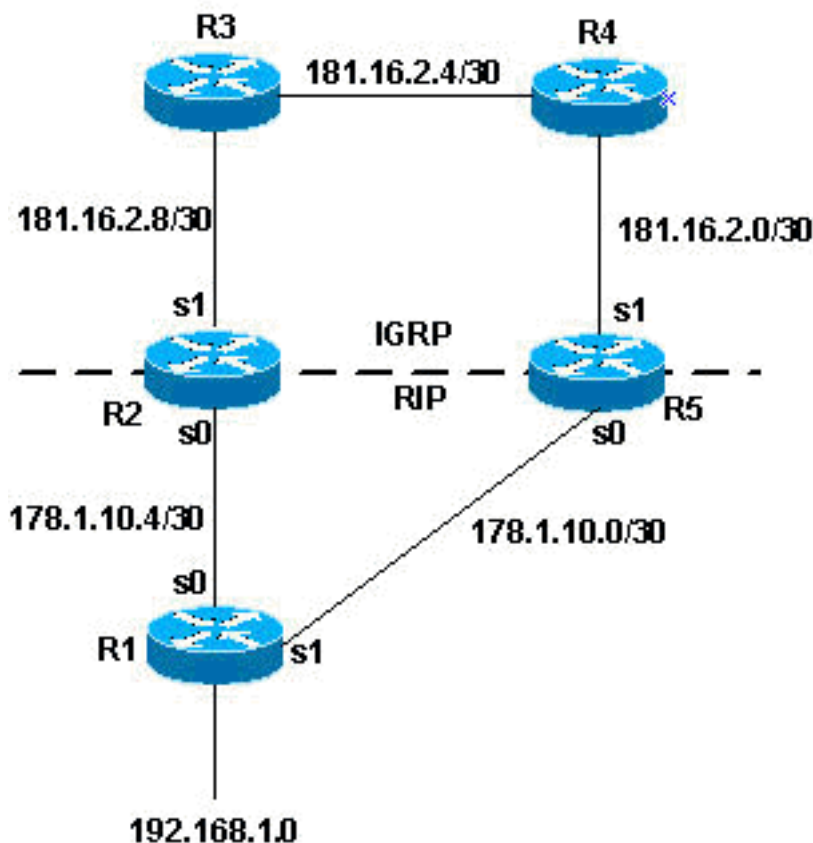 R3
R4
181.16.2.4/30
181.16.2.8/30
181.16.2.0/30
s1
s1
IGRP
RIP
R2
R5
s0
s0
178.1.10.4/30
178.1.10.0/30
s0
R1
s1
192.168.1.0